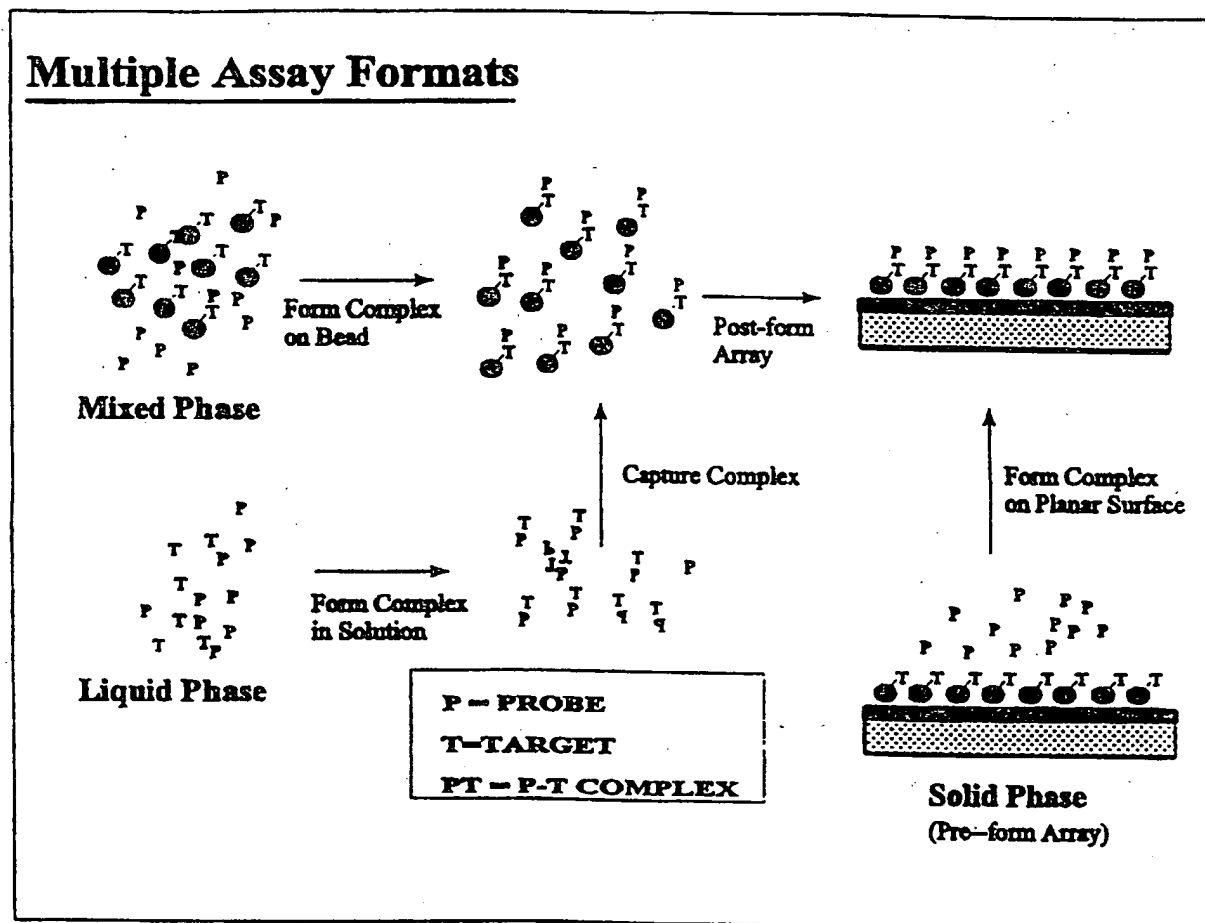 Multiple Assay Formats
Form Complex
on Bead
Post-form
Array
Mixed Phase
Capture Complex
Form Complex
on Planar Surface
Form Complex
in Solution
Liquid Phase
P = PROBE
T=TARGET
PT = P-T COMPLEX
Solid Phase
(Pre-form Array)